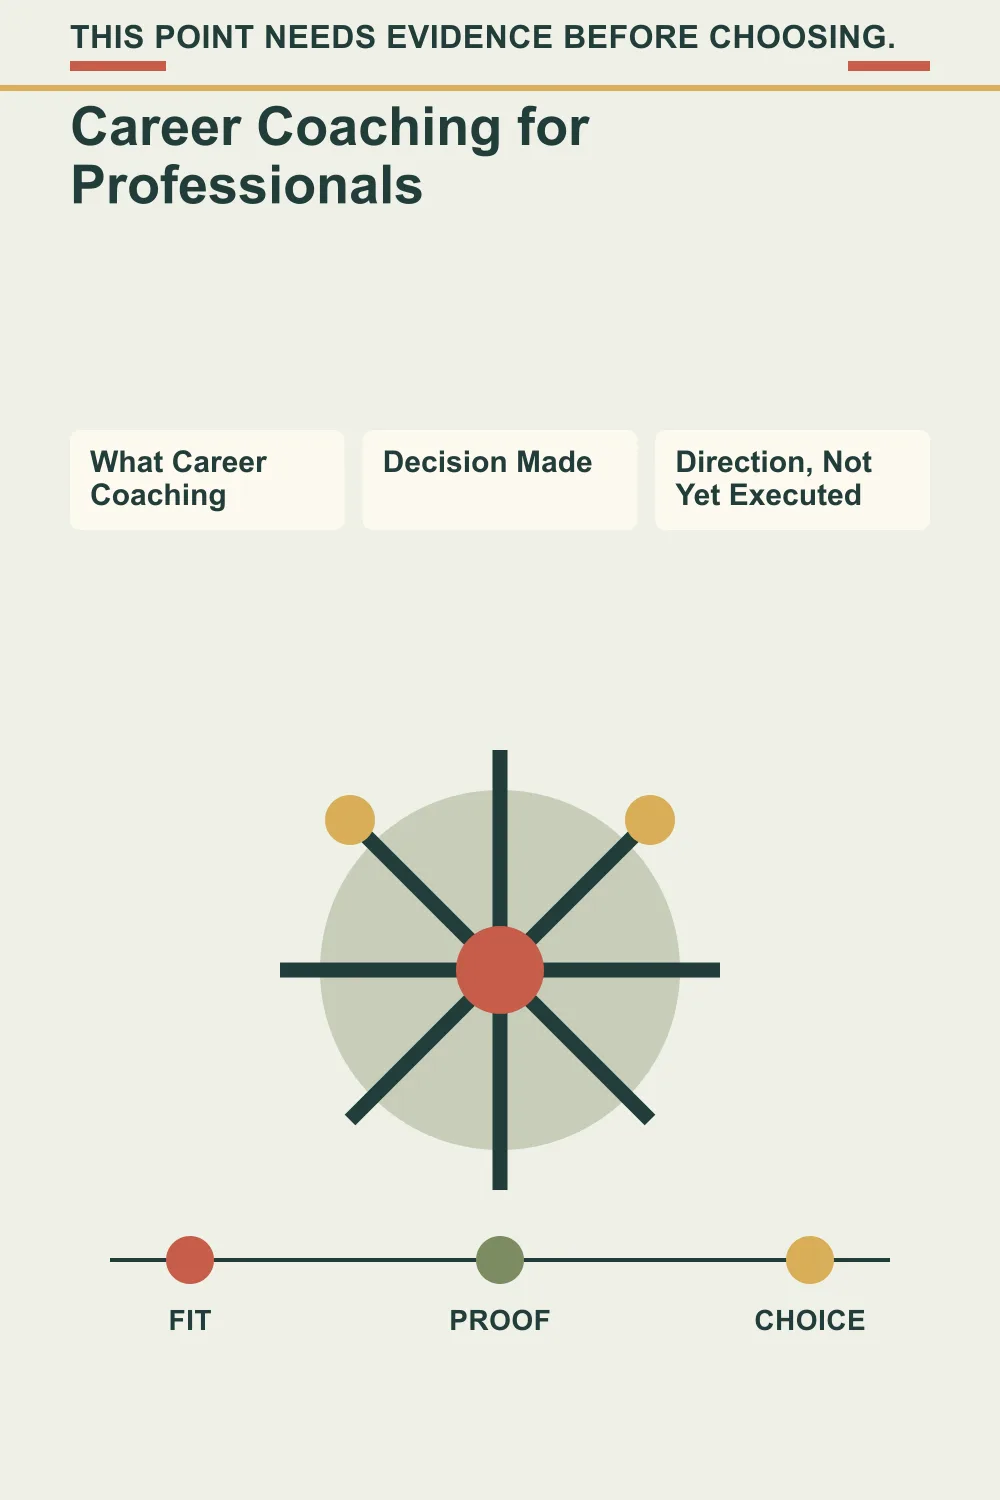 THIS POINT NEEDS EVIDENCE BEFORE CHOOSING.
Career Coaching for
Professionals
What Career
Coaching
Decision Made
Direction, Not
Yet Executed
FIT
PROOF
CHOICE